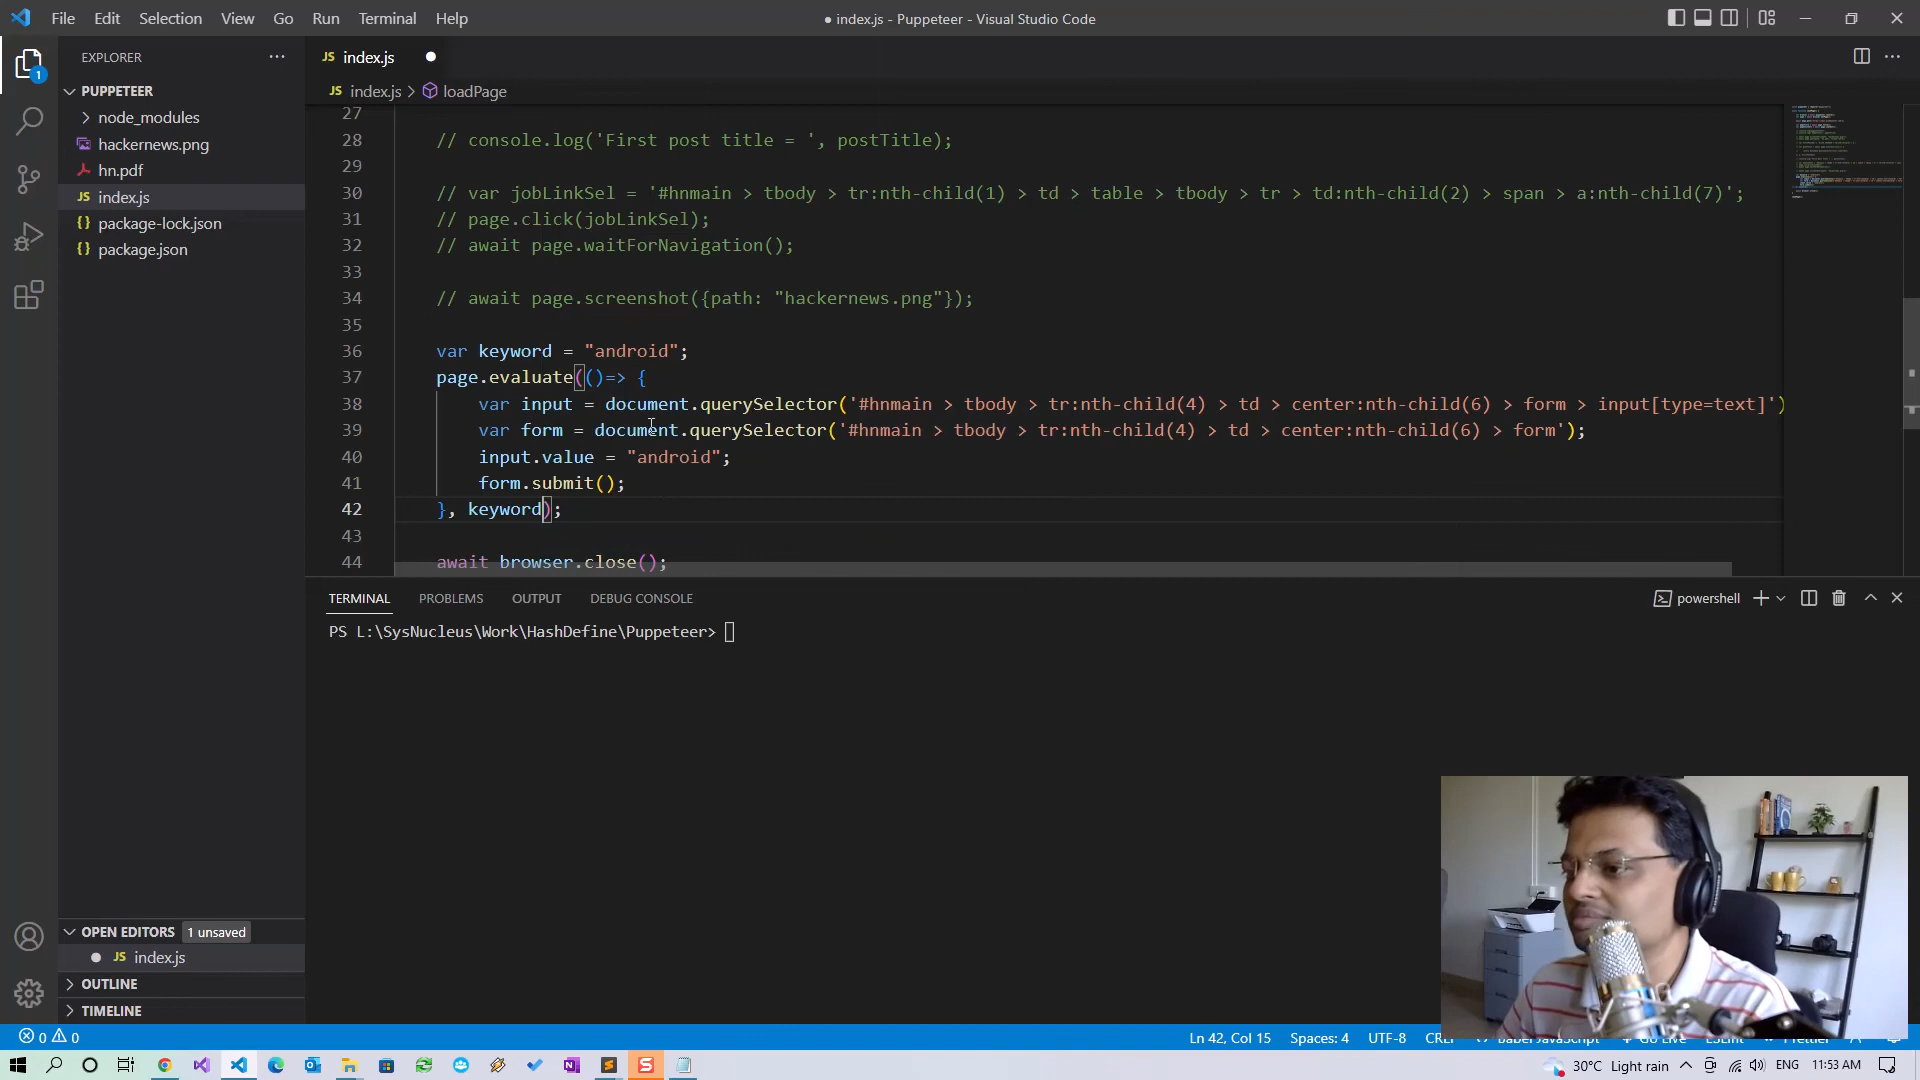 File Edit Selection View Go Run Terminal Help
● index.js - Puppeteer - Visual Studio Code
EXPLORER
PUPPETEER
node_modules
hackernews.png
hn.pdf
index.js
package-lock.json
package.json
OPEN EDITORS 1 unsaved
JS index.js
OUTLINE
TIMELINE
JS index.js
JS index.js > loadPage
27
28 // console.log('First post title = ', postTitle);
29
30 // var jobLinkSel = '#hnmain > tbody > tr:nth-child(1) > td > table > tbody > tr > td:nth-child(2) > span > a:nth-child(7)';
31 // page.click(jobLinkSel);
32 // await page.waitForNavigation();
33
34 // await page.screenshot({path: "hackernews.png"});
35
36 var keyword = "android";
37 page.evaluate(()=> {
38 var input = document.querySelector('#hnmain > tbody > tr:nth-child(4) > td > center:nth-child(6) > form > input[type=text]')
39 var form = document.querySelector('#hnmain > tbody > tr:nth-child(4) > td > center:nth-child(6) > form');
40 input.value = "android";
41 form.submit();
42 }, keyword);
43
44 await browser.close();
TERMINAL PROBLEMS OUTPUT DEBUG CONSOLE
powershell
PS L:\SysNucleus\Work\HashDefine\Puppeteer>
0 0
Ln 42, Col 15 Spaces: 4 UTF-8
30°C Light rain ENG 11:53 AM